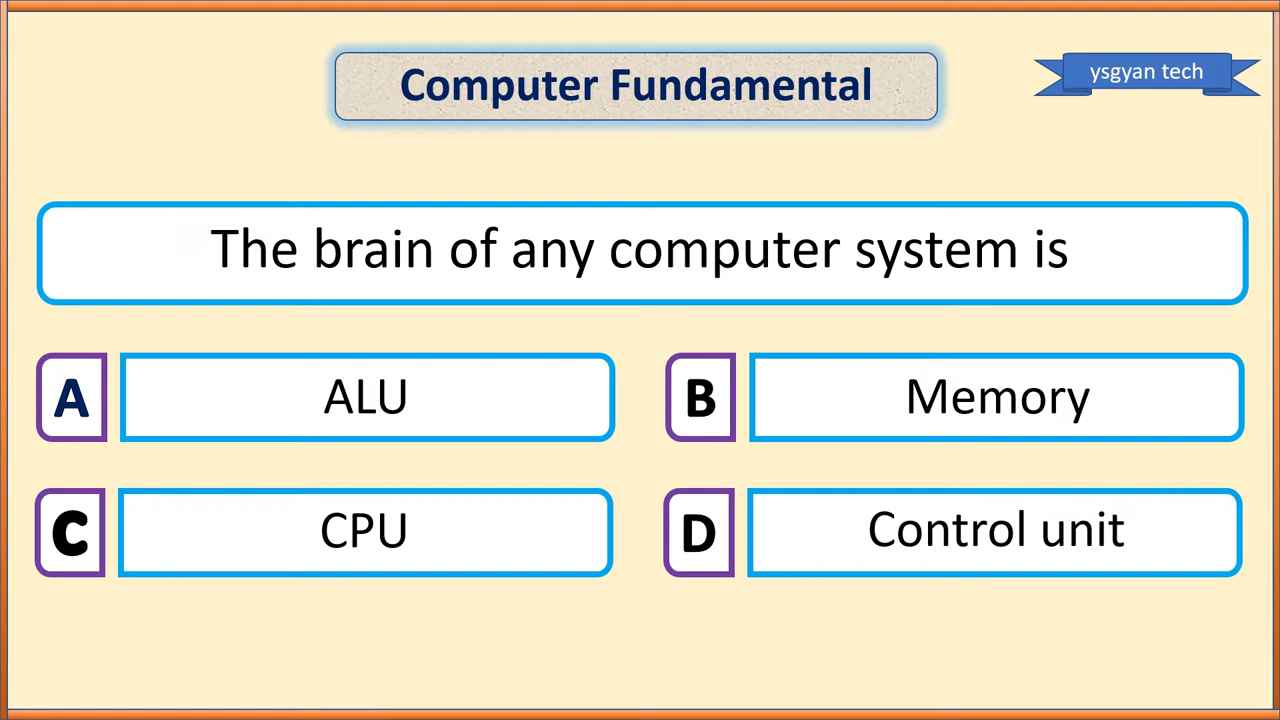 Computer Fundamental
ysgyan tech
The brain of any computer system is
A ALU
B Memory
C CPU
D Control unit